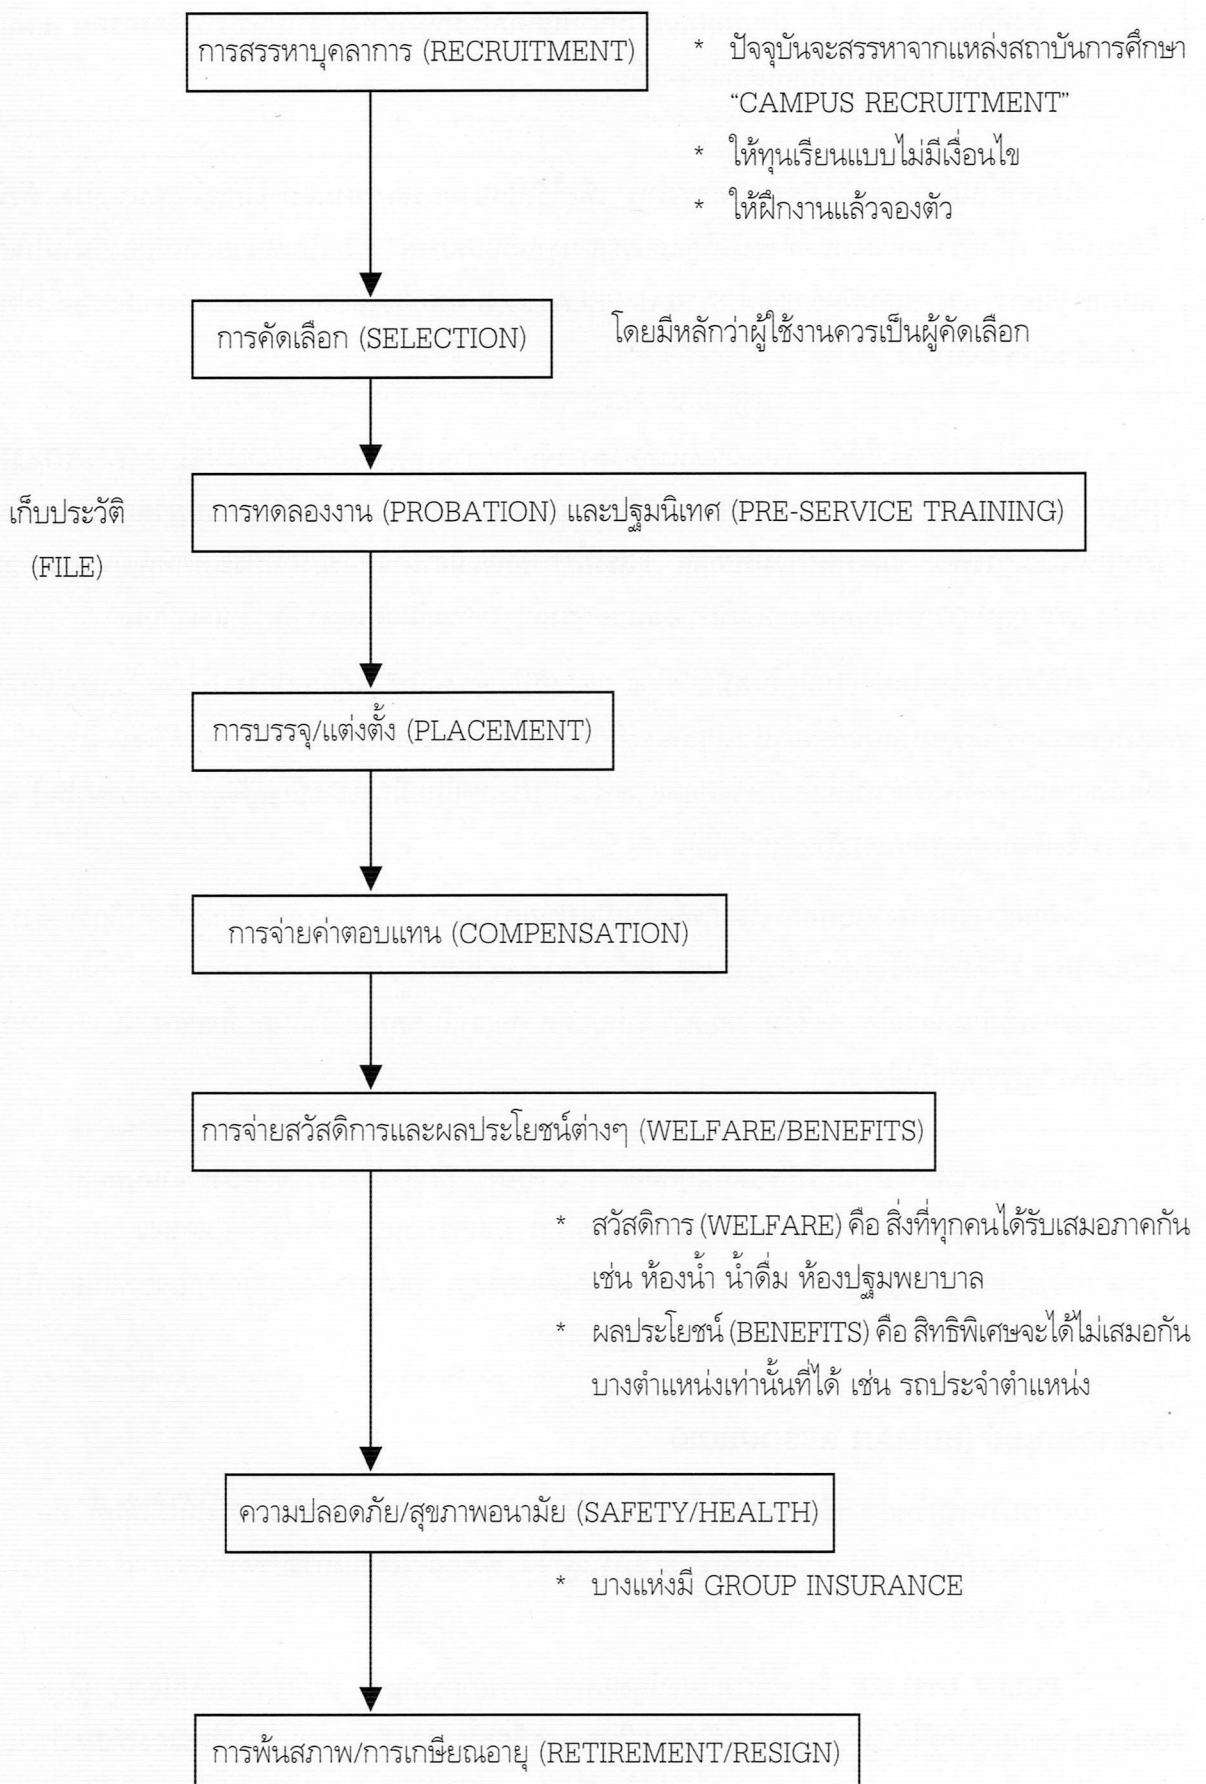 การสรรหาบุคลาการ (RECRUITMENT)
* ปัจจุบันจะสรรหาจากแหล่งสถาบันการศึกษา
“CAMPUS RECRUITMENT”
* ให้ทุนเรียนแบบไม่มีเงื่อนไข
* ให้ฝึกงานแล้วจองตัว
การคัดเลือก (SELECTION)
โดยมีหลักว่าผู้ใช้งานควรเป็นผู้คัดเลือก
เก็บประวัติ
(FILE)
การทดลองงาน (PROBATION) และปฐมนิเทศ (PRE-SERVICE TRAINING)
การบรรจุ/แต่งตั้ง (PLACEMENT)
การจ่ายค่าตอบแทน (COMPENSATION)
การจ่ายสวัสดิการและผลประโยชน์ต่างๆ (WELFARE/BENEFITS)
* สวัสดิการ (WELFARE) คือ สิ่งที่ทุกคนได้รับเสมอภาคกัน
เช่น ห้องน้ำ น้ำดื่ม ห้องปฐมพยาบาล
* ผลประโยชน์ (BENEFITS) คือ สิทธิพิเศษจะได้ไม่เสมอกัน
บางตำแหน่งเท่านั้นที่ได้ เช่น รถประจำตำแหน่ง
ความปลอดภัย/สุขภาพอนามัย (SAFETY/HEALTH)
* บางแห่งมี GROUP INSURANCE
การพ้นสภาพ/การเกษียณอายุ (RETIREMENT/RESIGN)